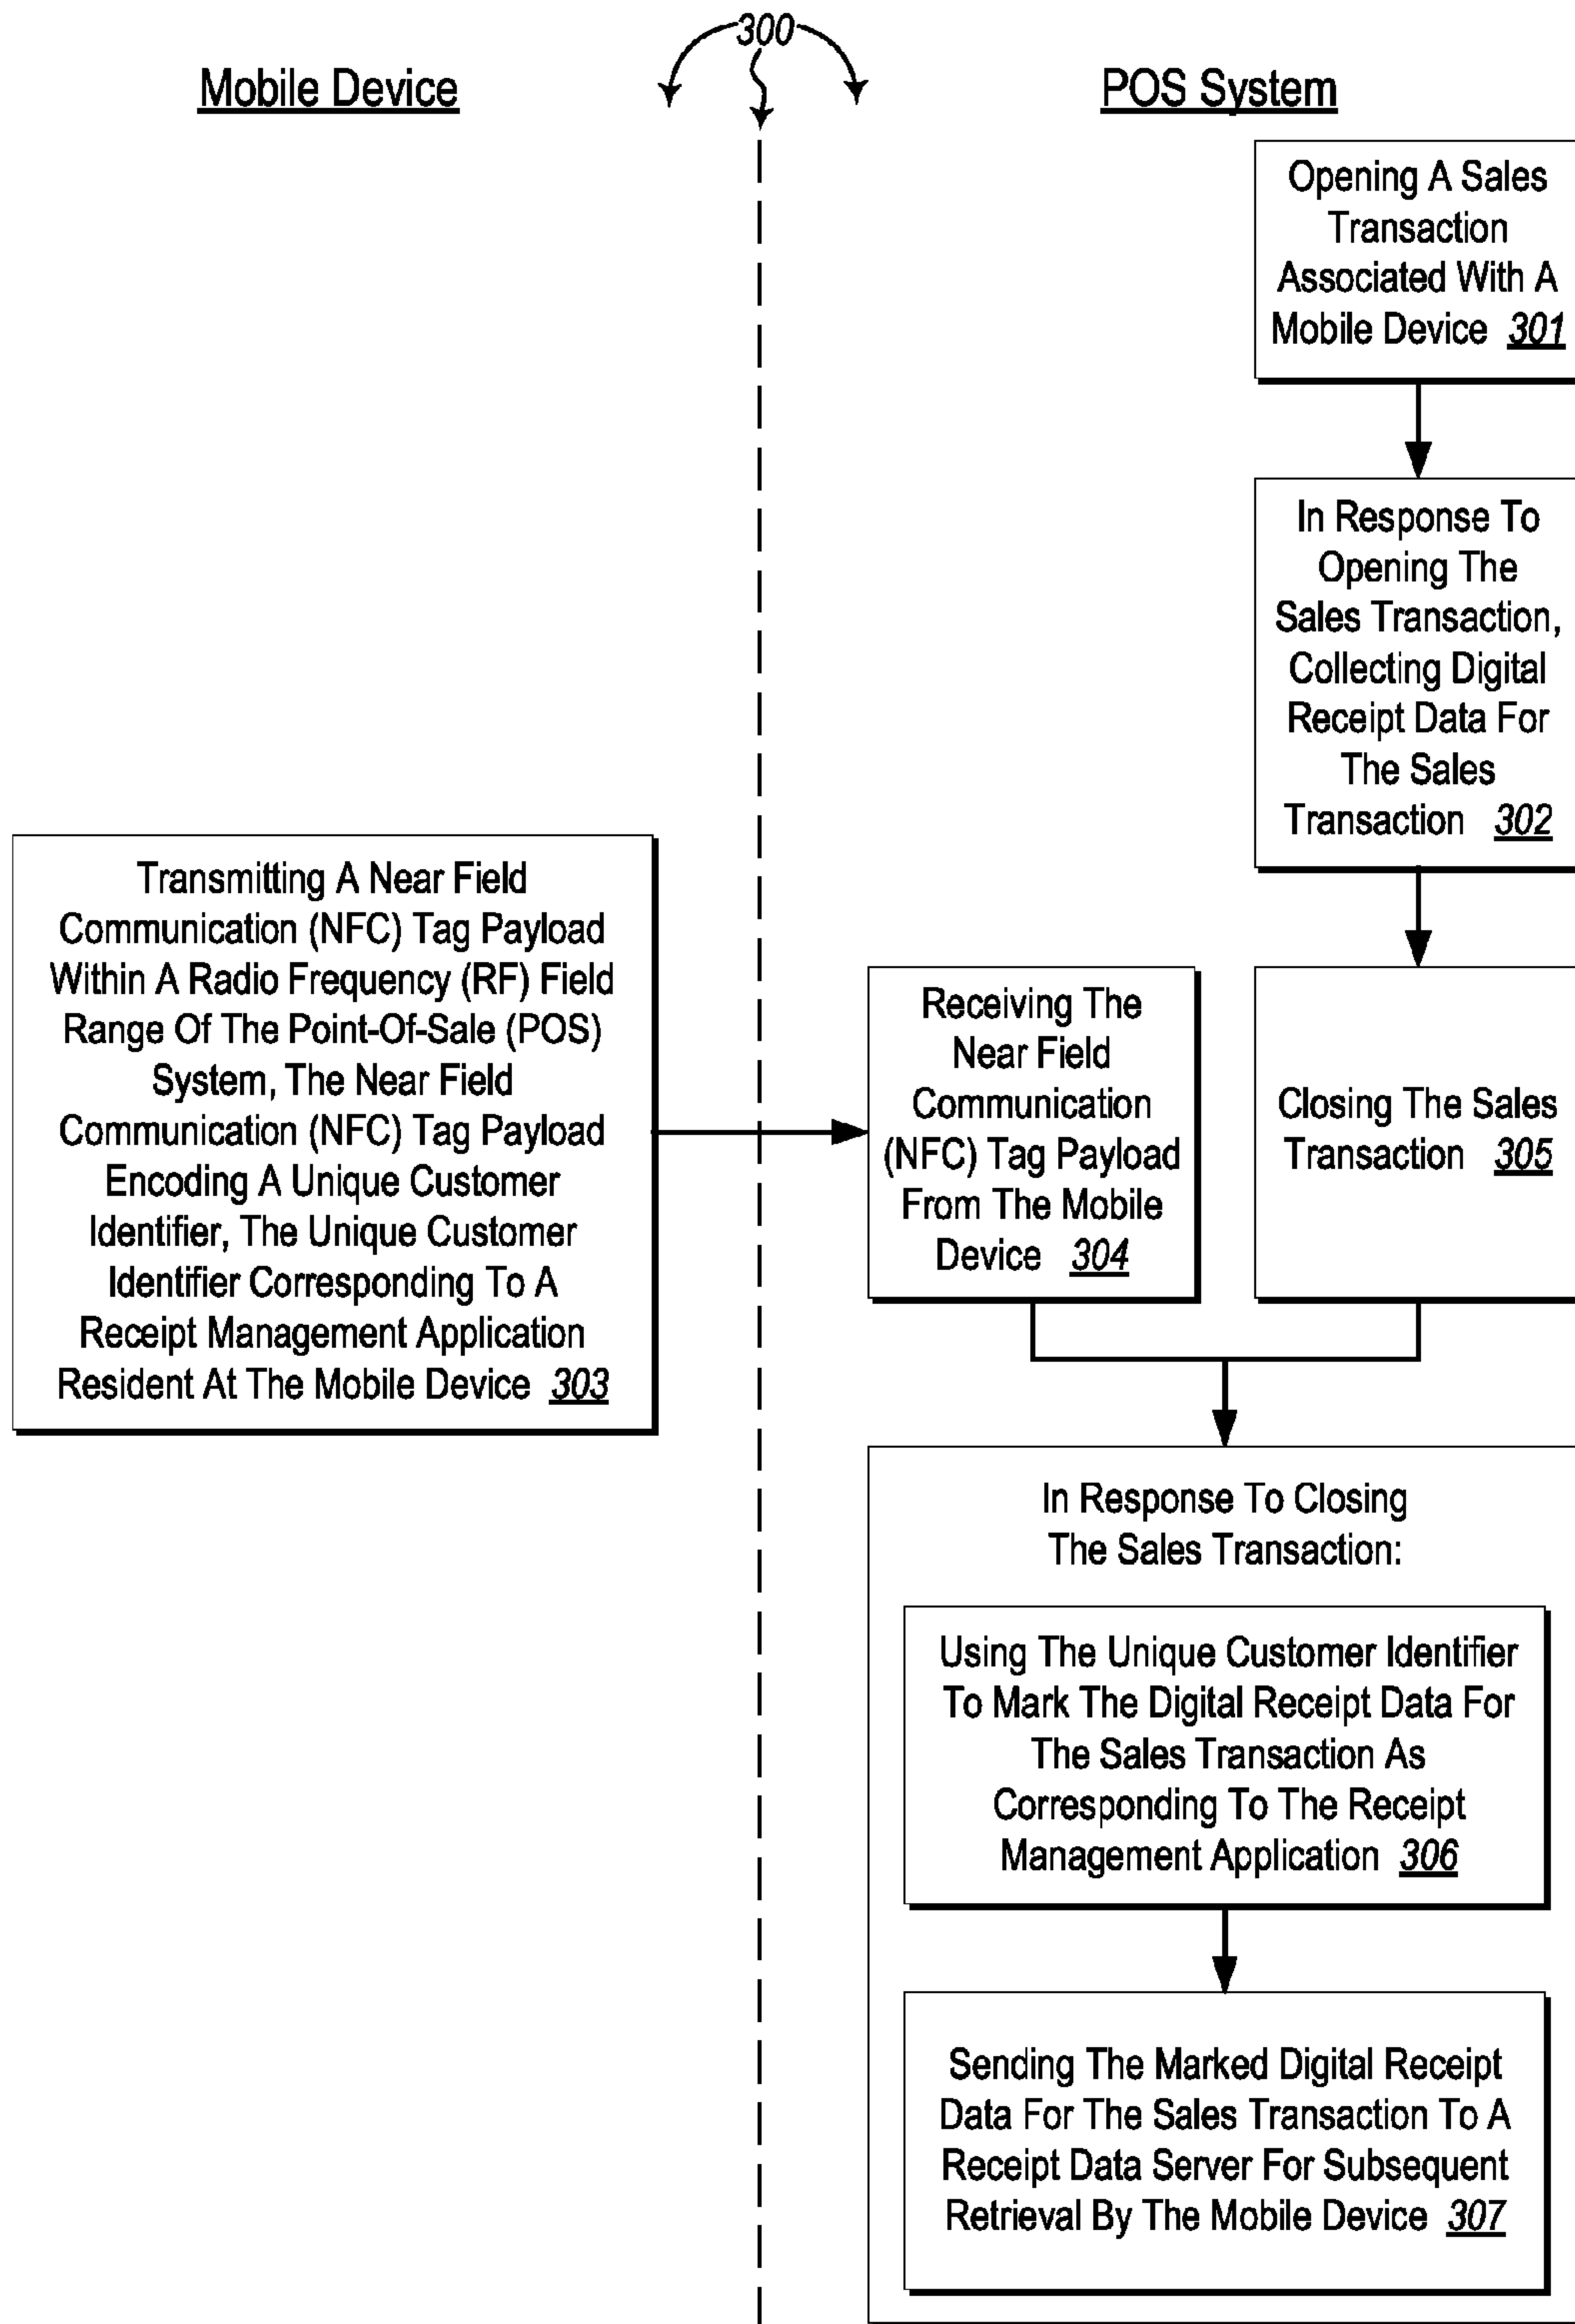 300
Mobile Device
POS System
Opening A Sales
Transaction
Associated With A
Mobile Device 301
In Response To
Opening The
Sales Transaction,
Collecting Digital
Receipt Data For
The Sales
Transaction 302
Transmitting A Near Field
Communication (NFC) Tag Payload
Within A Radio Frequency (RF) Field
Range Of The Point-Of-Sale (POS)
System, The Near Field
Communication (NFC) Tag Payload
Encoding A Unique Customer
Identifier, The Unique Customer
Identifier Corresponding To A
Receipt Management Application
Resident At The Mobile Device 303
Receiving The
Near Field
Communication
(NFC) Tag Payload
From The Mobile
Device 304
Closing The Sales
Transaction 305
In Response To Closing
The Sales Transaction:
Using The Unique Customer Identifier
To Mark The Digital Receipt Data For
The Sales Transaction As
Corresponding To The Receipt
Management Application 306
Sending The Marked Digital Receipt
Data For The Sales Transaction To A
Receipt Data Server For Subsequent
Retrieval By The Mobile Device 307